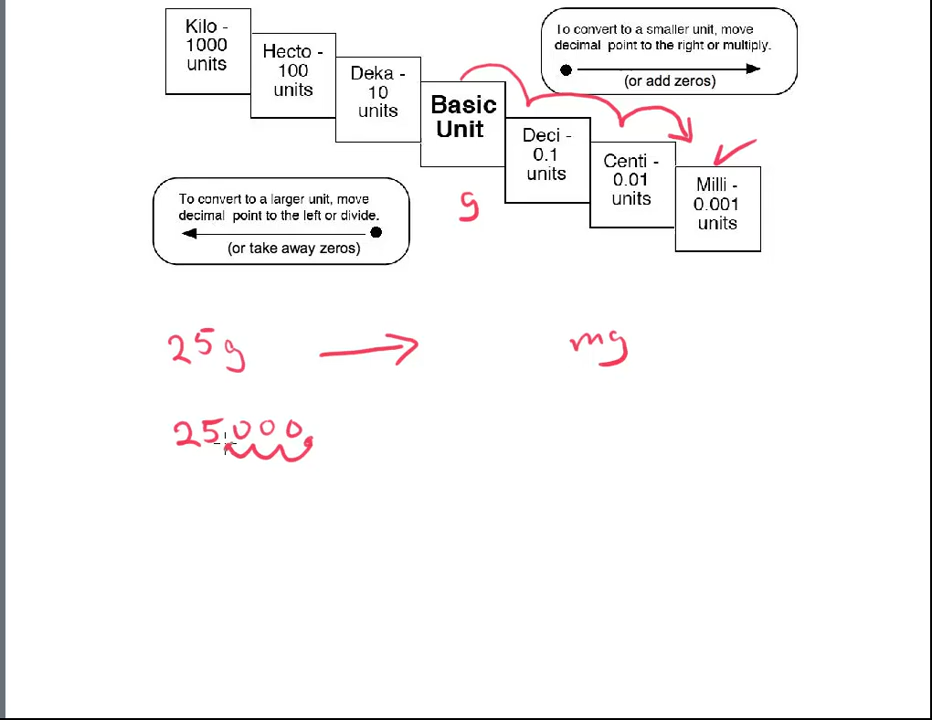 Kilo -
1000
units
Hecto -
100
units
Deka -
10
units
Basic
Unit
Deci -
0.1
units
Centi -
0.01
units
Milli -
0.001
units
To convert to a smaller unit, move
decimal point to the right or multiply.
(or add zeros)
To convert to a larger unit, move
decimal point to the left or divide.
(or take away zeros)
g
25g mg
25,000